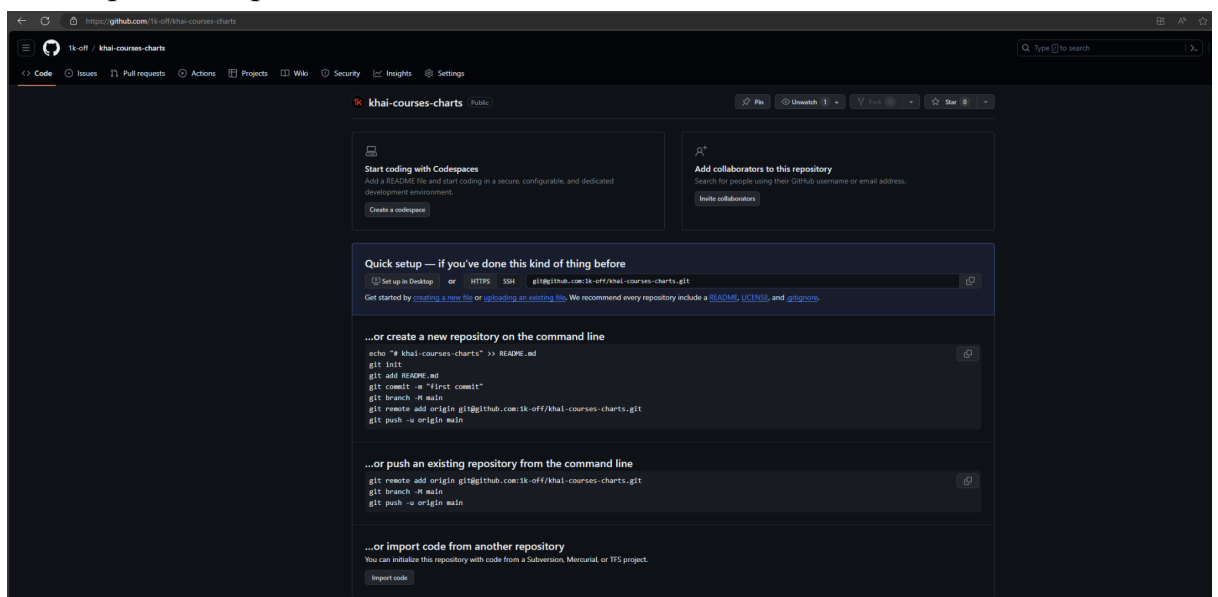 https://github.com/1k-off/khai-courses-charts
1k-off / khai-courses-charts
Type / to search
Code Issues Pull requests Actions Projects Wiki Security Insights Settings
1k khai-courses-charts Public
Pin Unwatch 1 Fork Star 0
Start coding with Codespaces
Add a README file and start coding in a secure, configurable, and dedicated
development environment.
Create a codespace
Add collaborators to this repository
Search for people using their GitHub username or email address.
Invite collaborators
Quick setup — if you've done this kind of thing before
Set up in Desktop or HTTPS SSH git@github.com:1k-off/khai-courses-charts.git
Get started by creating a new file or uploading an existing file. We recommend every repository include a README, LICENSE, and .gitignore.
...or create a new repository on the command line
echo "# khai-courses-charts" >> README.md
git init
git add README.md
git commit -m "first commit"
git branch -M main
git remote add origin git@github.com:1k-off/khai-courses-charts.git
git push -u origin main
...or push an existing repository from the command line
git remote add origin git@github.com:1k-off/khai-courses-charts.git
git branch -M main
git push -u origin main
...or import code from another repository
You can initialize this repository with code from a Subversion, Mercurial, or TFS project.
Import code